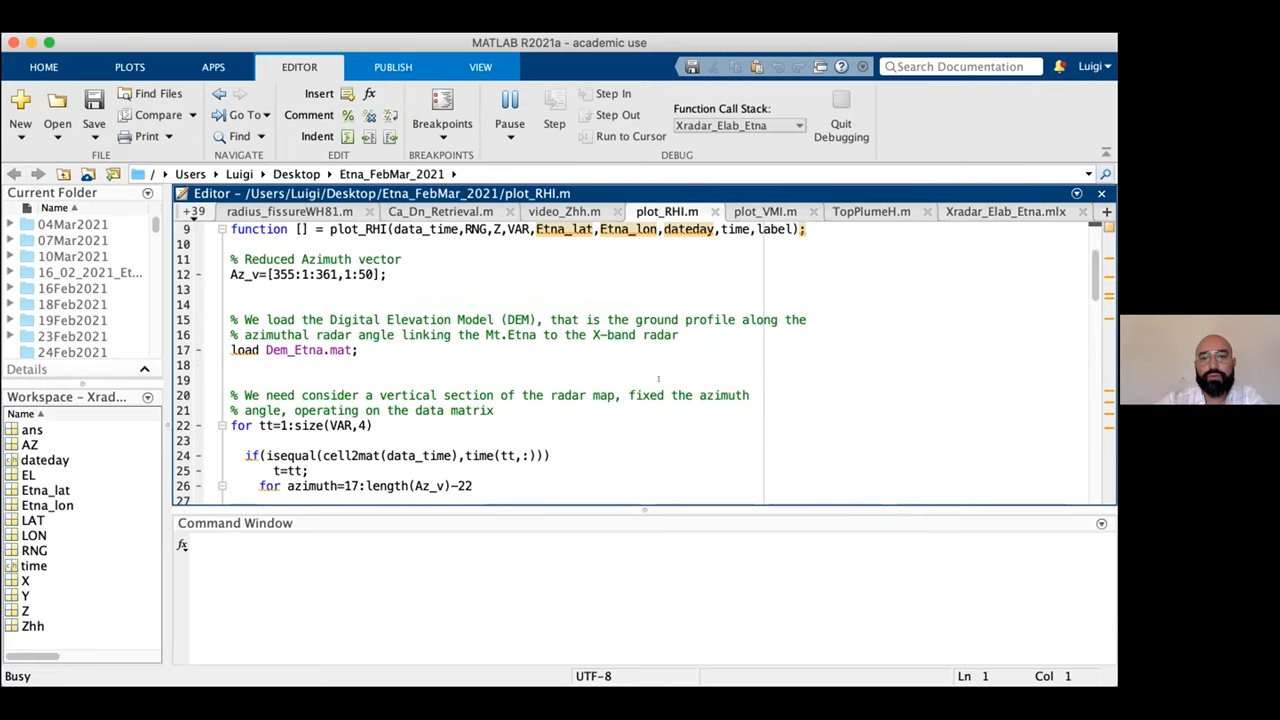 MATLAB R2021a - academic use
HOME PLOTS APPS EDITOR PUBLISH VIEW Search Documentation Luigi
New Open Save Find Files Compare Print Go To Find Insert Comment Indent fx Breakpoints Pause Step Step In Step Out Run to Cursor Function Call Stack: Xradar_Elab_Etna Quit Debugging
FILE NAVIGATE EDIT BREAKPOINTS DEBUG
/ Users Luigi Desktop Etna_FebMar_2021
Current Folder
Name
04Mar2021
07Mar2021
10Mar2021
16_02_2021_Et...
16Feb2021
18Feb2021
19Feb2021
23Feb2021
24Feb2021
Details
Workspace - Xrad...
Name
ans
AZ
dateday
EL
Etna_lat
Etna_lon
LAT
LON
RNG
time
X
Y
Z
Zhh
Editor - /Users/Luigi/Desktop/Etna_FebMar_2021/plot_RHI.m
+39 radius_fissureWH81.m Ca_Dn_Retrieval.m video_Zhh.m plot_RHI.m plot_VMI.m TopPlumeH.m Xradar_Elab_Etna.mlx
9 function [] = plot_RHI(data_time,RNG,Z,VAR,Etna_lat,Etna_lon,dateday,time,label);
10
11 % Reduced Azimuth vector
12 Az_v=[355:1:361,1:50];
13
14
15 % We load the Digital Elevation Model (DEM), that is the ground profile along the
16 % azimuthal radar angle linking the Mt.Etna to the X-band radar
17 load Dem_Etna.mat;
18
19
20 % We need consider a vertical section of the radar map, fixed the azimuth
21 % angle, operating on the data matrix
22 for tt=1:size(VAR,4)
23
24 if(isequal(cell2mat(data_time),time(tt,:)))
25 t=tt;
26 for azimuth=17:length(Az_v)-22
27
Command Window
fx
Busy UTF-8 Ln 1 Col 1